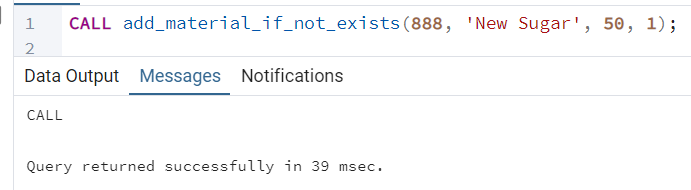 1 CALL add_material_if_not_exists(888, 'New Sugar', 50, 1);
2
Data Output Messages Notifications
CALL
Query returned successfully in 39 msec.